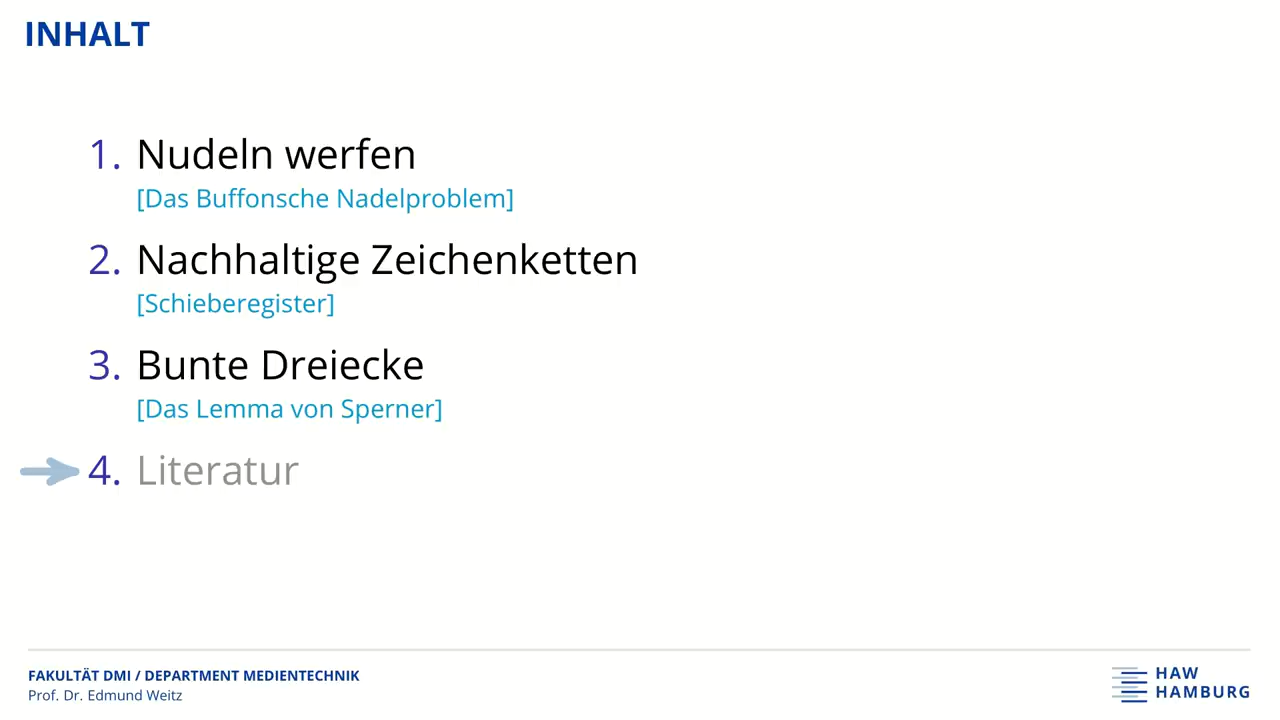 INHALT
1. Nudeln werfen
[Das Buffonsche Nadelproblem]
2. Nachhaltige Zeichenketten
[Schieberegister]
3. Bunte Dreiecke
[Das Lemma von Sperner]
4. Literatur
FAKULTÄT DMI / DEPARTMENT MEDIENTECHNIK
Prof. Dr. Edmund Weitz
HAW
HAMBURG